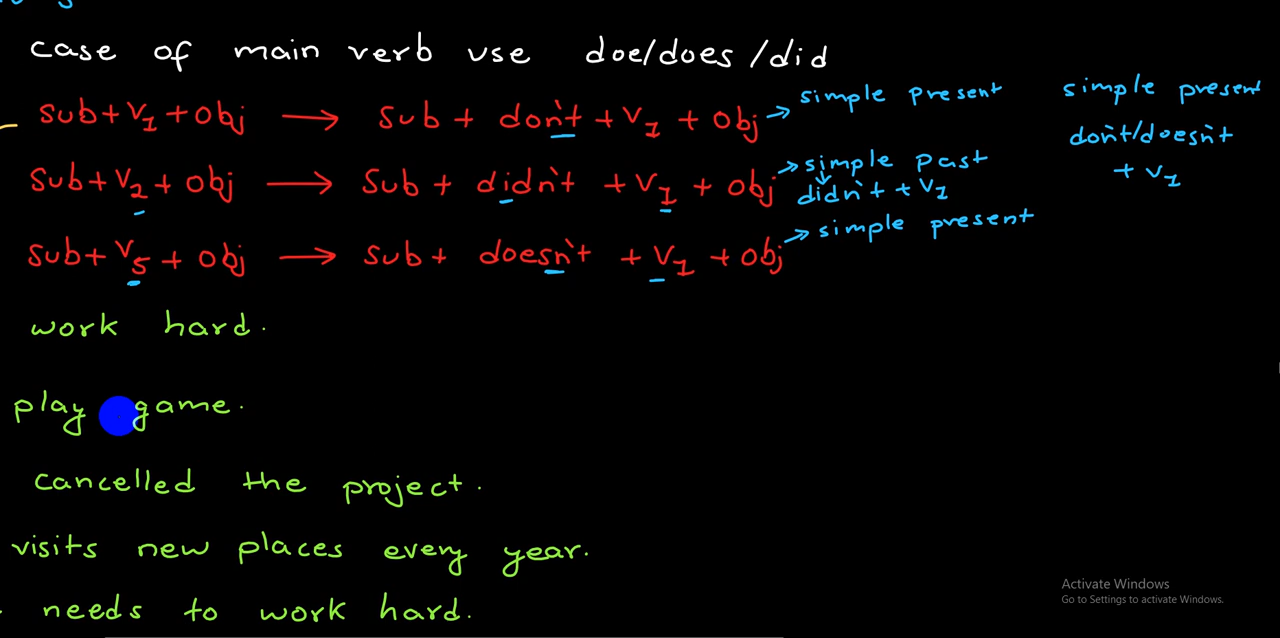 case of main verb use doe/does/did
sub+V1+obj → sub + don't + V1 + obj → simple present
simple present
don't/doesn't
+ V1
sub+V2+obj → sub + didn't + V1 + obj → simple past
didn't + V1
sub+V5+obj → sub + doesn't + V1 + obj → simple present
work hard.
play game.
cancelled the project.
visits new places every year.
needs to work hard.
Activate Windows
Go to Settings to activate Windows.